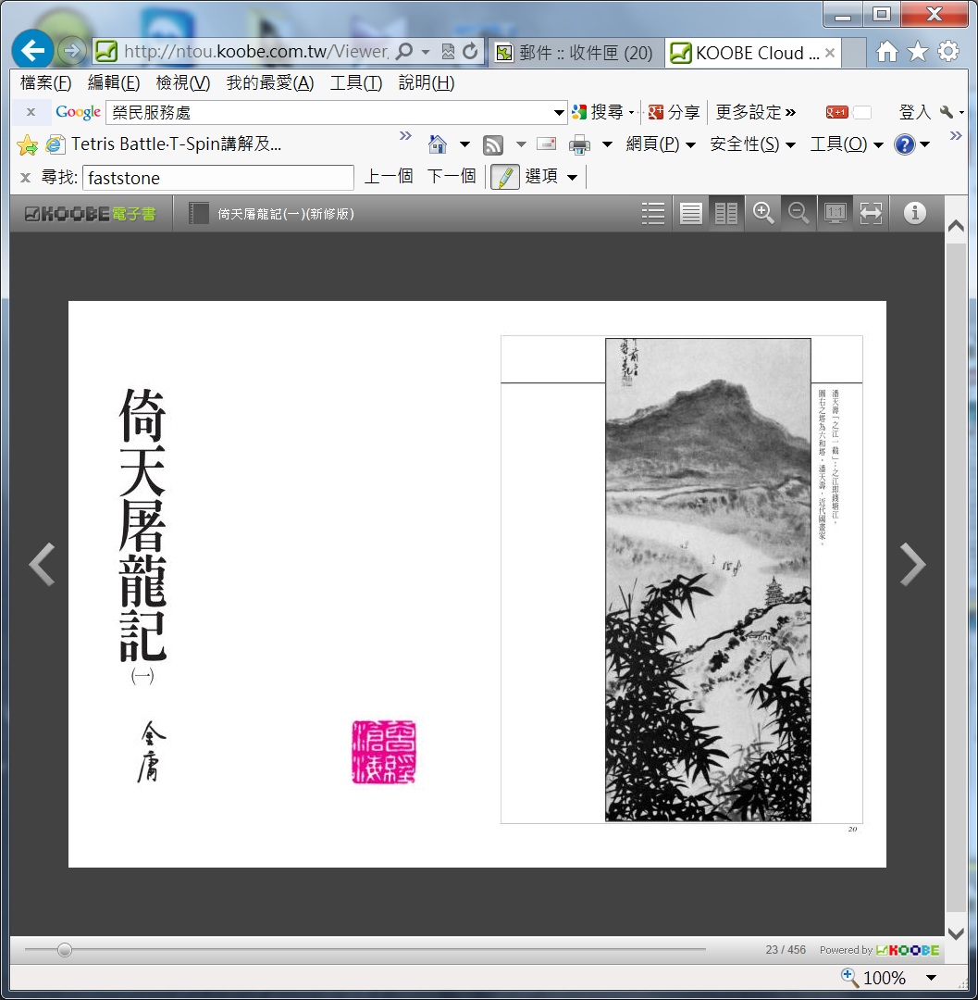 http://ntou.koobe.com.tw/Viewer
郵件 :: 收件匣 (20)
KOOBE Cloud ...
檔案(F) 編輯(E) 檢視(V) 我的最愛(A) 工具(T) 說明(H)
x Google 榮民服務處 搜尋 分享 更多設定 » +1 登入
Tetris Battle‧T-Spin講解及... 網頁(P) 安全性(S) 工具(O)
x 尋找: faststone 上一個 下一個 選項
KOOBE電子書 倚天屠龍記(一)(新修版) 1:1
倚天屠龍記
(一)
金庸
潘天壽「之江一截」:之江即錢塘江。
圖右之塔為六和塔。潘天壽,近代國畫家。
20
23 / 456 Powered by KOOBE
100%